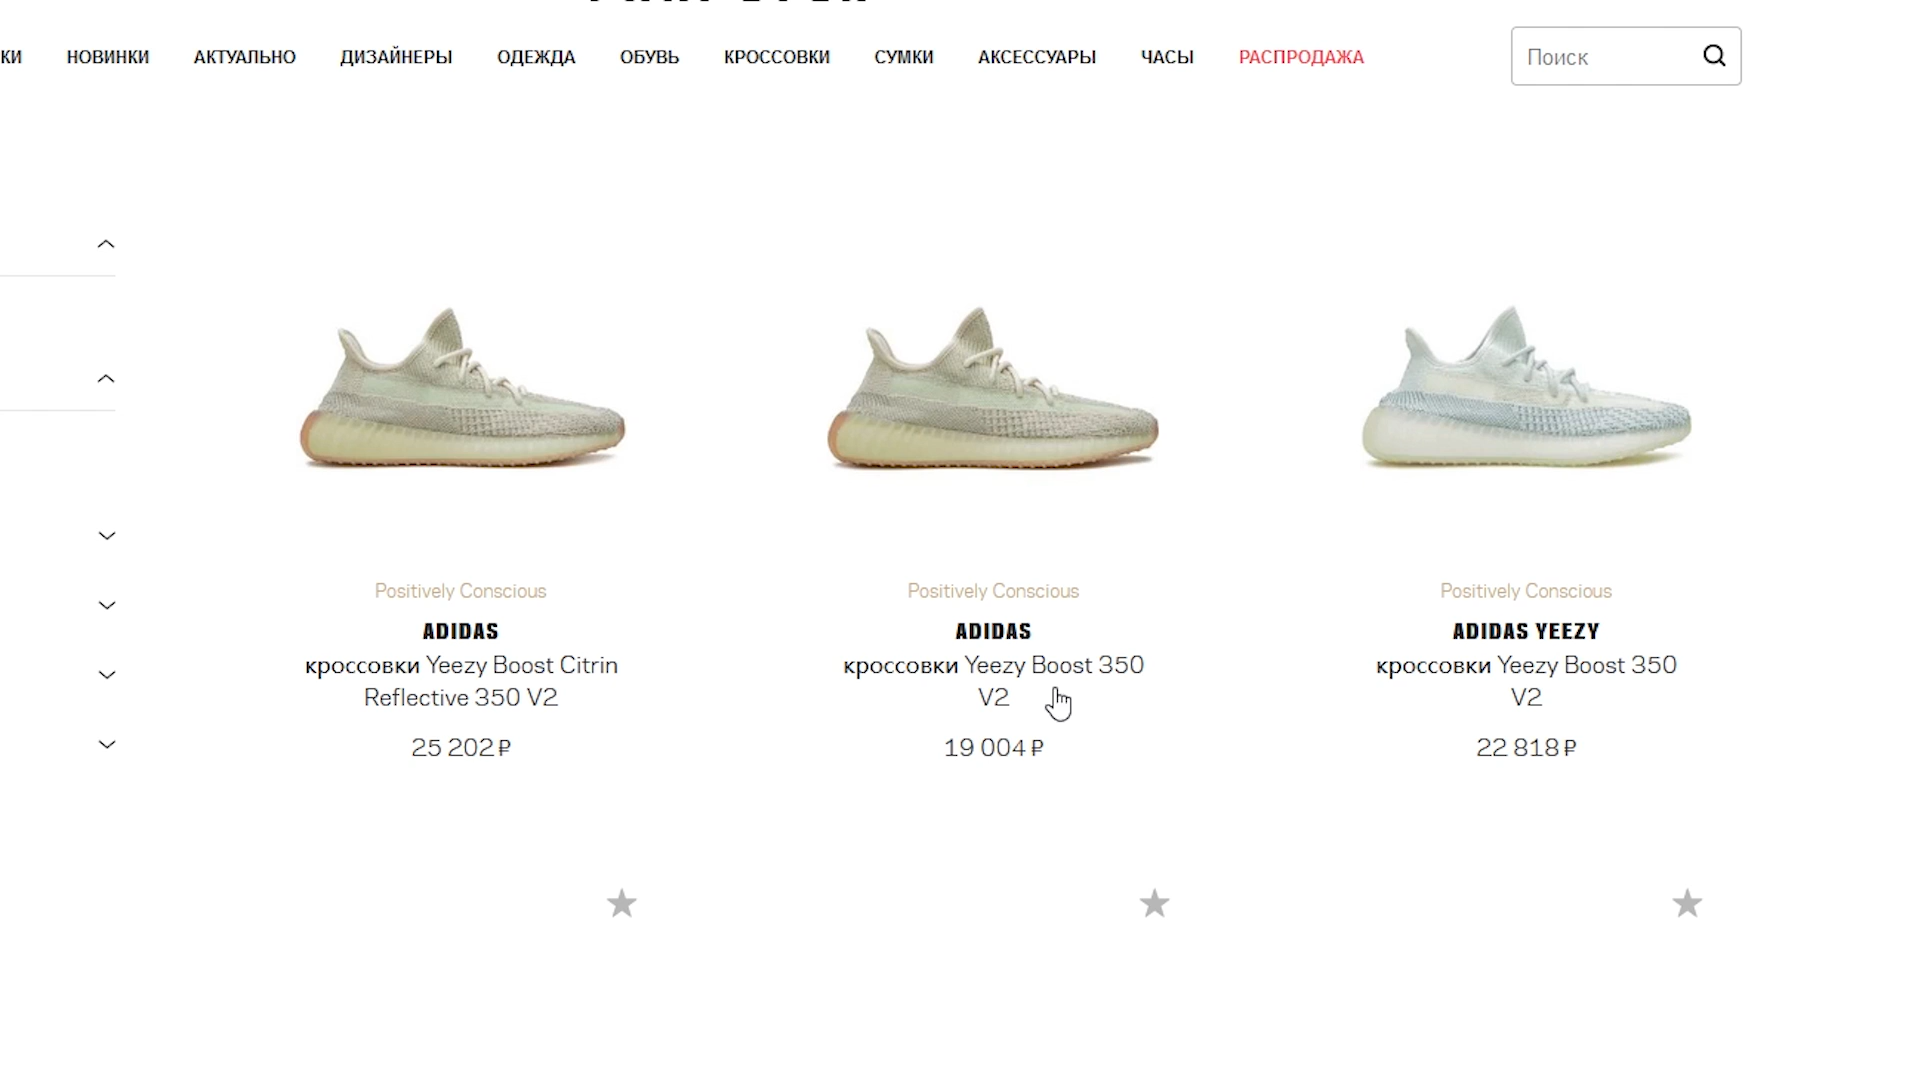 КИ
НОВИНКИ
АКТУАЛЬНО
ДИЗАЙНЕРЫ
ОДЕЖДА
ОБУВЬ
КРОССОВКИ
СУМКИ
АКСЕССУАРЫ
ЧАСЫ
РАСПРОДАЖА
Поиск
Positively Conscious
ADIDAS
кроссовки Yeezy Boost Citrin
Reflective 350 V2
25 202 ₽
Positively Conscious
ADIDAS
кроссовки Yeezy Boost 350
V2
19 004 ₽
Positively Conscious
ADIDAS YEEZY
кроссовки Yeezy Boost 350
V2
22 818 ₽